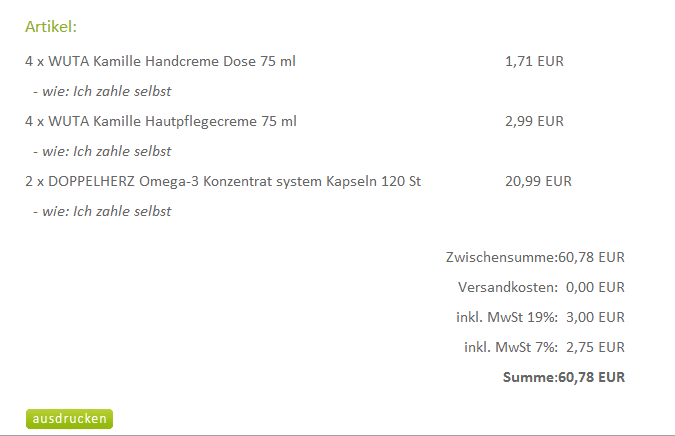 Artikel:
4 x WUTA Kamille Handcreme Dose 75 ml 1,71 EUR
- wie: Ich zahle selbst
4 x WUTA Kamille Hautpflegecreme 75 ml 2,99 EUR
- wie: Ich zahle selbst
2 x DOPPELHERZ Omega-3 Konzentrat system Kapseln 120 St 20,99 EUR
- wie: Ich zahle selbst
Zwischensumme:60,78 EUR
Versandkosten: 0,00 EUR
inkl. MwSt 19%: 3,00 EUR
inkl. MwSt 7%: 2,75 EUR
Summe:60,78 EUR
ausdrucken